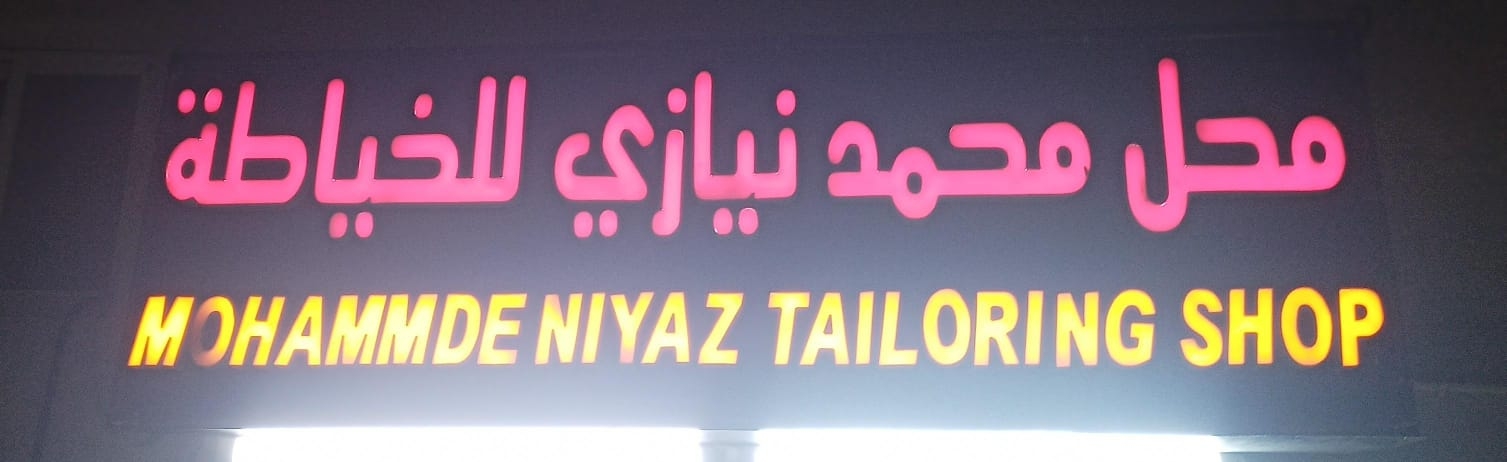 محل محمد نيازي للخياطة
MOHAMMDE NIYAZ TAILORING SHOP